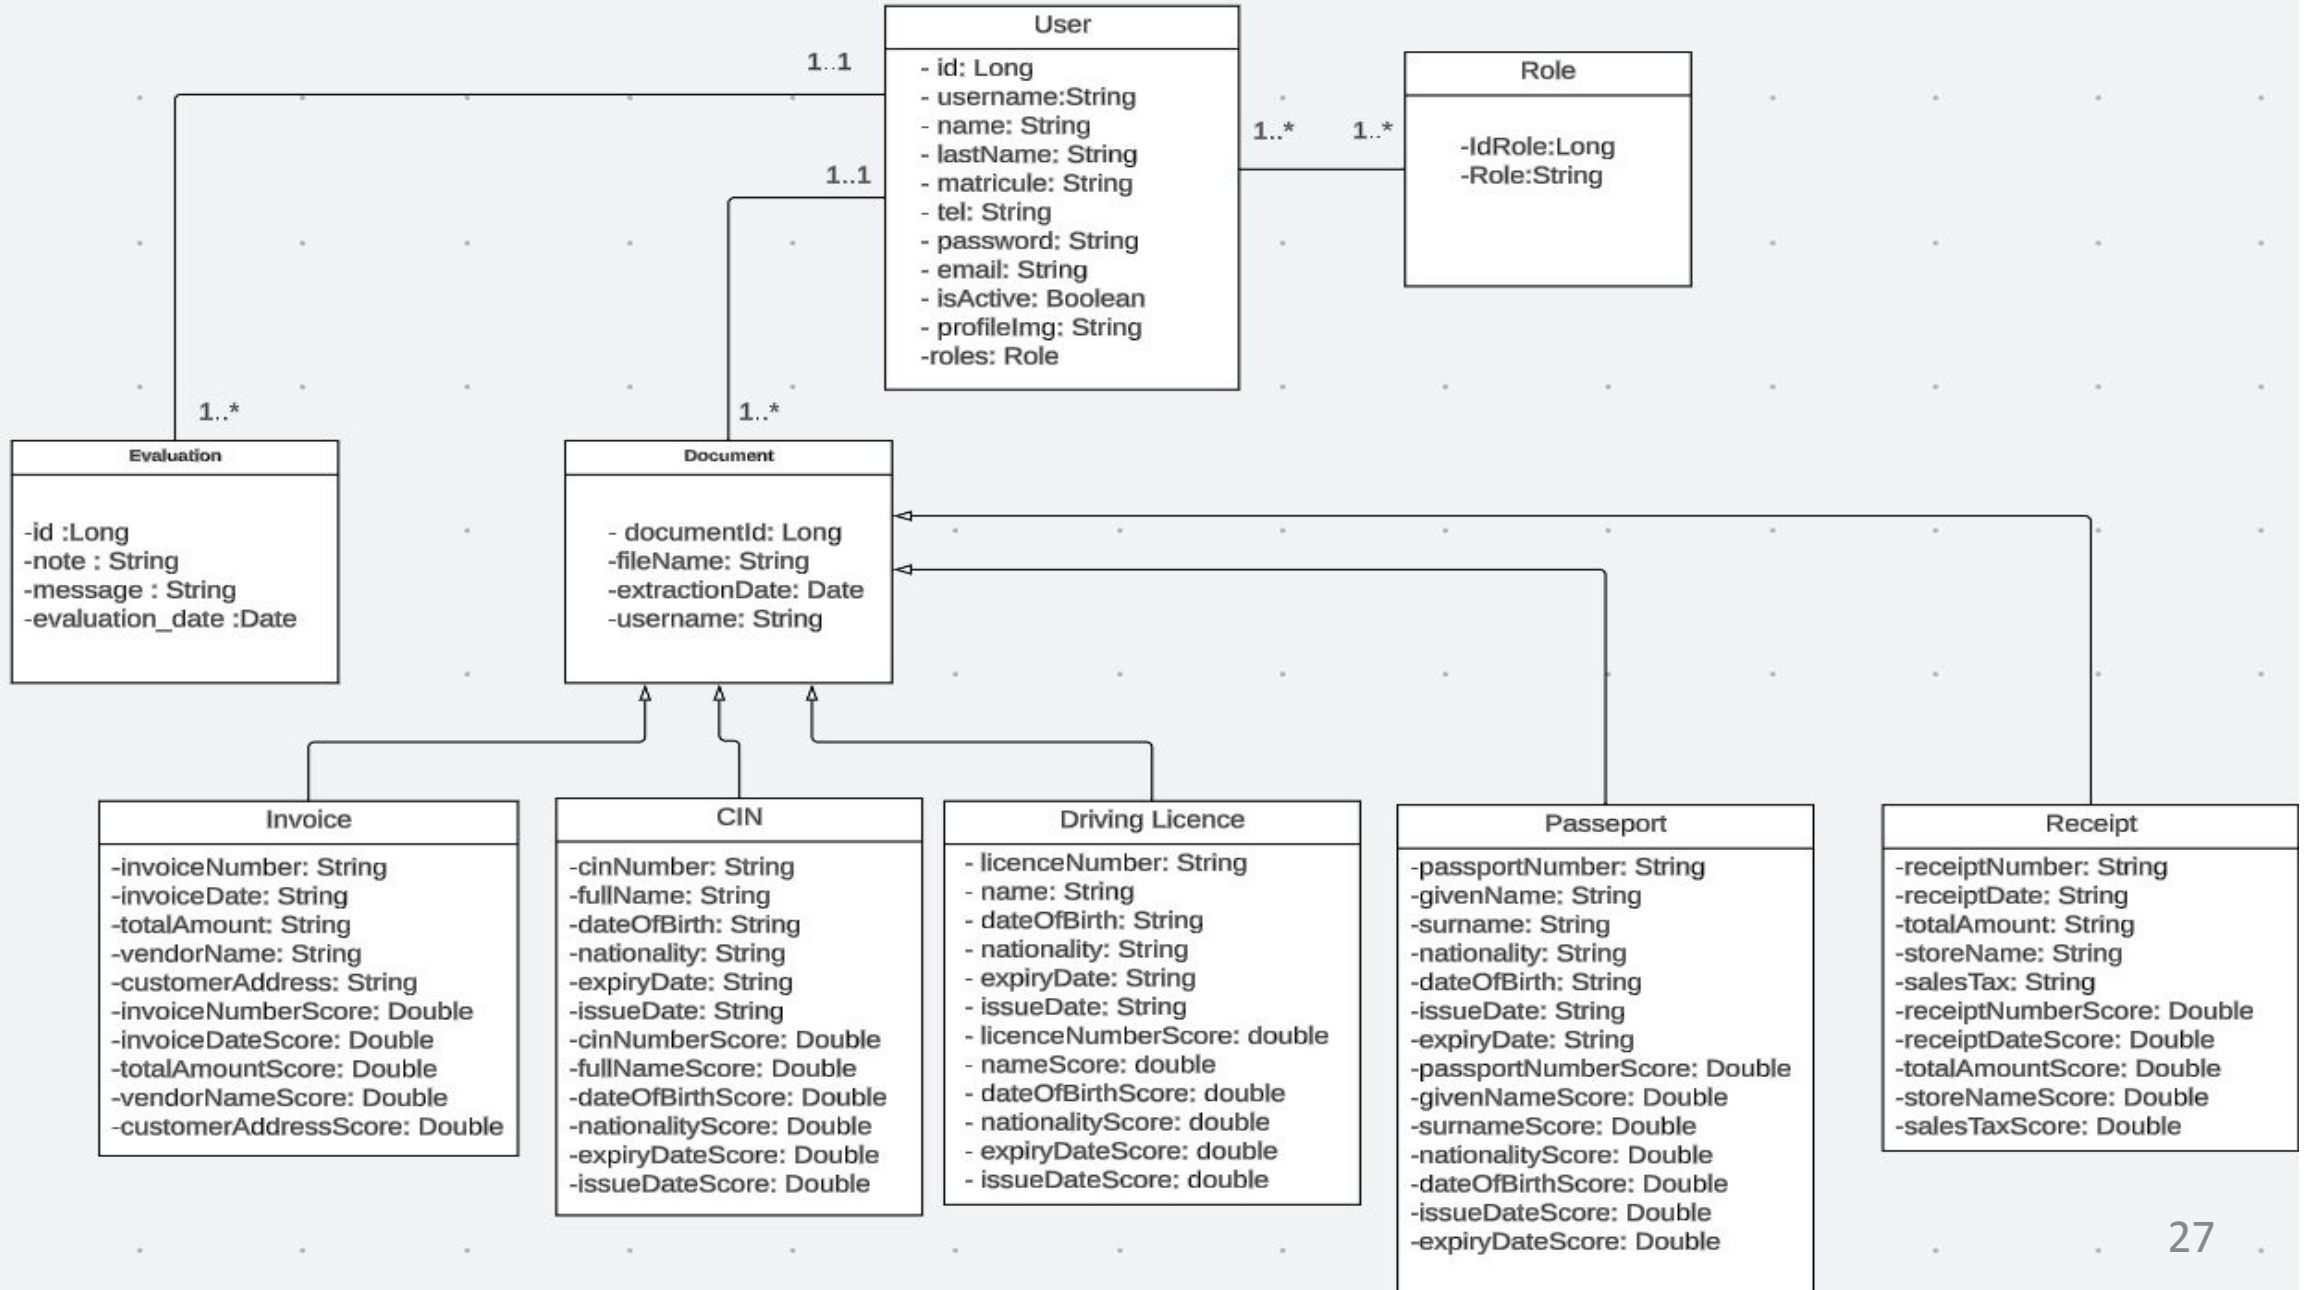 User
- id: Long
- username:String
- name: String
- lastName: String
- matricule: String
- tel: String
- password: String
- email: String
- isActive: Boolean
- profileImg: String
-roles: Role
Role
-IdRole:Long
-Role:String
1..1
1..1
1..*
1..*
1..*
1..*
Evaluation
-id :Long
-note : String
-message : String
-evaluation_date :Date
Document
- documentId: Long
-fileName: String
-extractionDate: Date
-username: String
Invoice
-invoiceNumber: String
-invoiceDate: String
-totalAmount: String
-vendorName: String
-customerAddress: String
-invoiceNumberScore: Double
-invoiceDateScore: Double
-totalAmountScore: Double
-vendorNameScore: Double
-customerAddressScore: Double
CIN
-cinNumber: String
-fullName: String
-dateOfBirth: String
-nationality: String
-expiryDate: String
-issueDate: String
-cinNumberScore: Double
-fullNameScore: Double
-dateOfBirthScore: Double
-nationalityScore: Double
-expiryDateScore: Double
-issueDateScore: Double
Driving Licence
- licenceNumber: String
- name: String
- dateOfBirth: String
- nationality: String
- expiryDate: String
- issueDate: String
- licenceNumberScore: double
- nameScore: double
- dateOfBirthScore: double
- nationalityScore: double
- expiryDateScore: double
- issueDateScore: double
Passeport
-passportNumber: String
-givenName: String
-surname: String
-nationality: String
-dateOfBirth: String
-issueDate: String
-expiryDate: String
-passportNumberScore: Double
-givenNameScore: Double
-surnameScore: Double
-nationalityScore: Double
-dateOfBirthScore: Double
-issueDateScore: Double
-expiryDateScore: Double
Receipt
-receiptNumber: String
-receiptDate: String
-totalAmount: String
-storeName: String
-salesTax: String
-receiptNumberScore: Double
-receiptDateScore: Double
-totalAmountScore: Double
-storeNameScore: Double
-salesTaxScore: Double
27